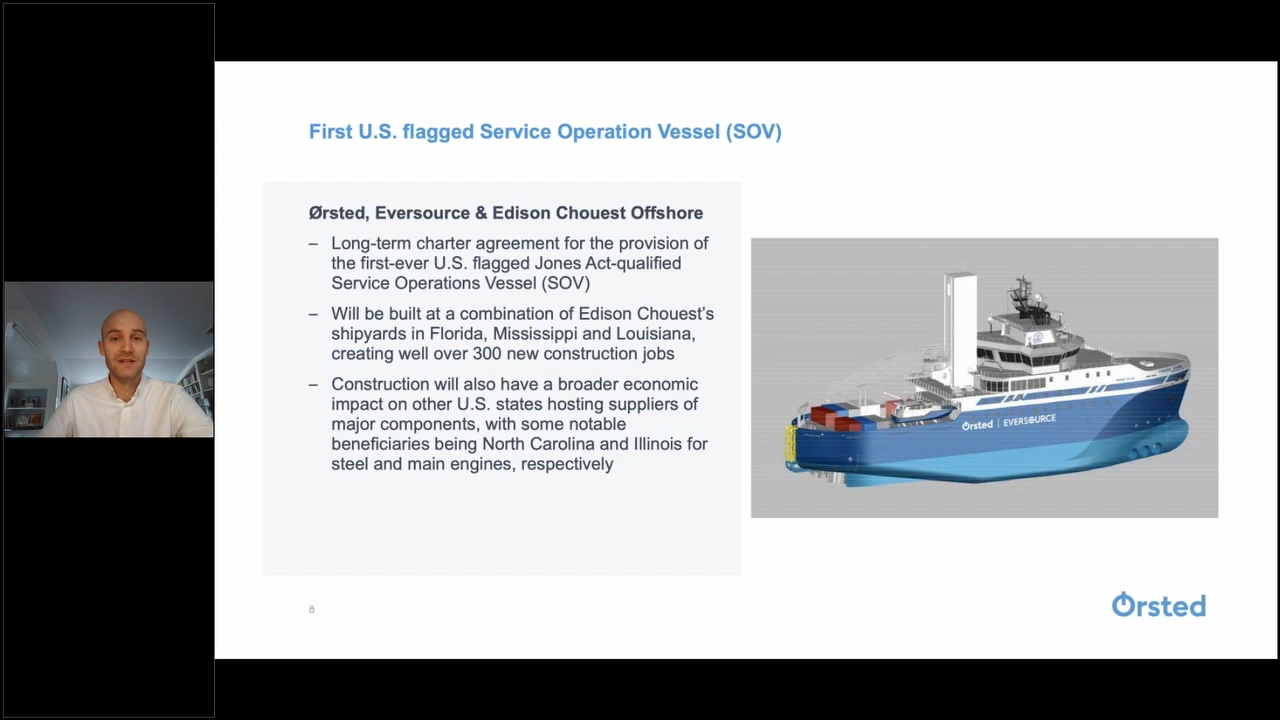 First U.S. flagged Service Operation Vessel (SOV)
Ørsted, Eversource & Edison Chouest Offshore
– Long-term charter agreement for the provision of
the first-ever U.S. flagged Jones Act-qualified
Service Operations Vessel (SOV)
– Will be built at a combination of Edison Chouest's
shipyards in Florida, Mississippi and Louisiana,
creating well over 300 new construction jobs
– Construction will also have a broader economic
impact on other U.S. states hosting suppliers of
major components, with some notable
beneficiaries being North Carolina and Illinois for
steel and main engines, respectively
Ørsted | EVERSOURCE
8
Ørsted